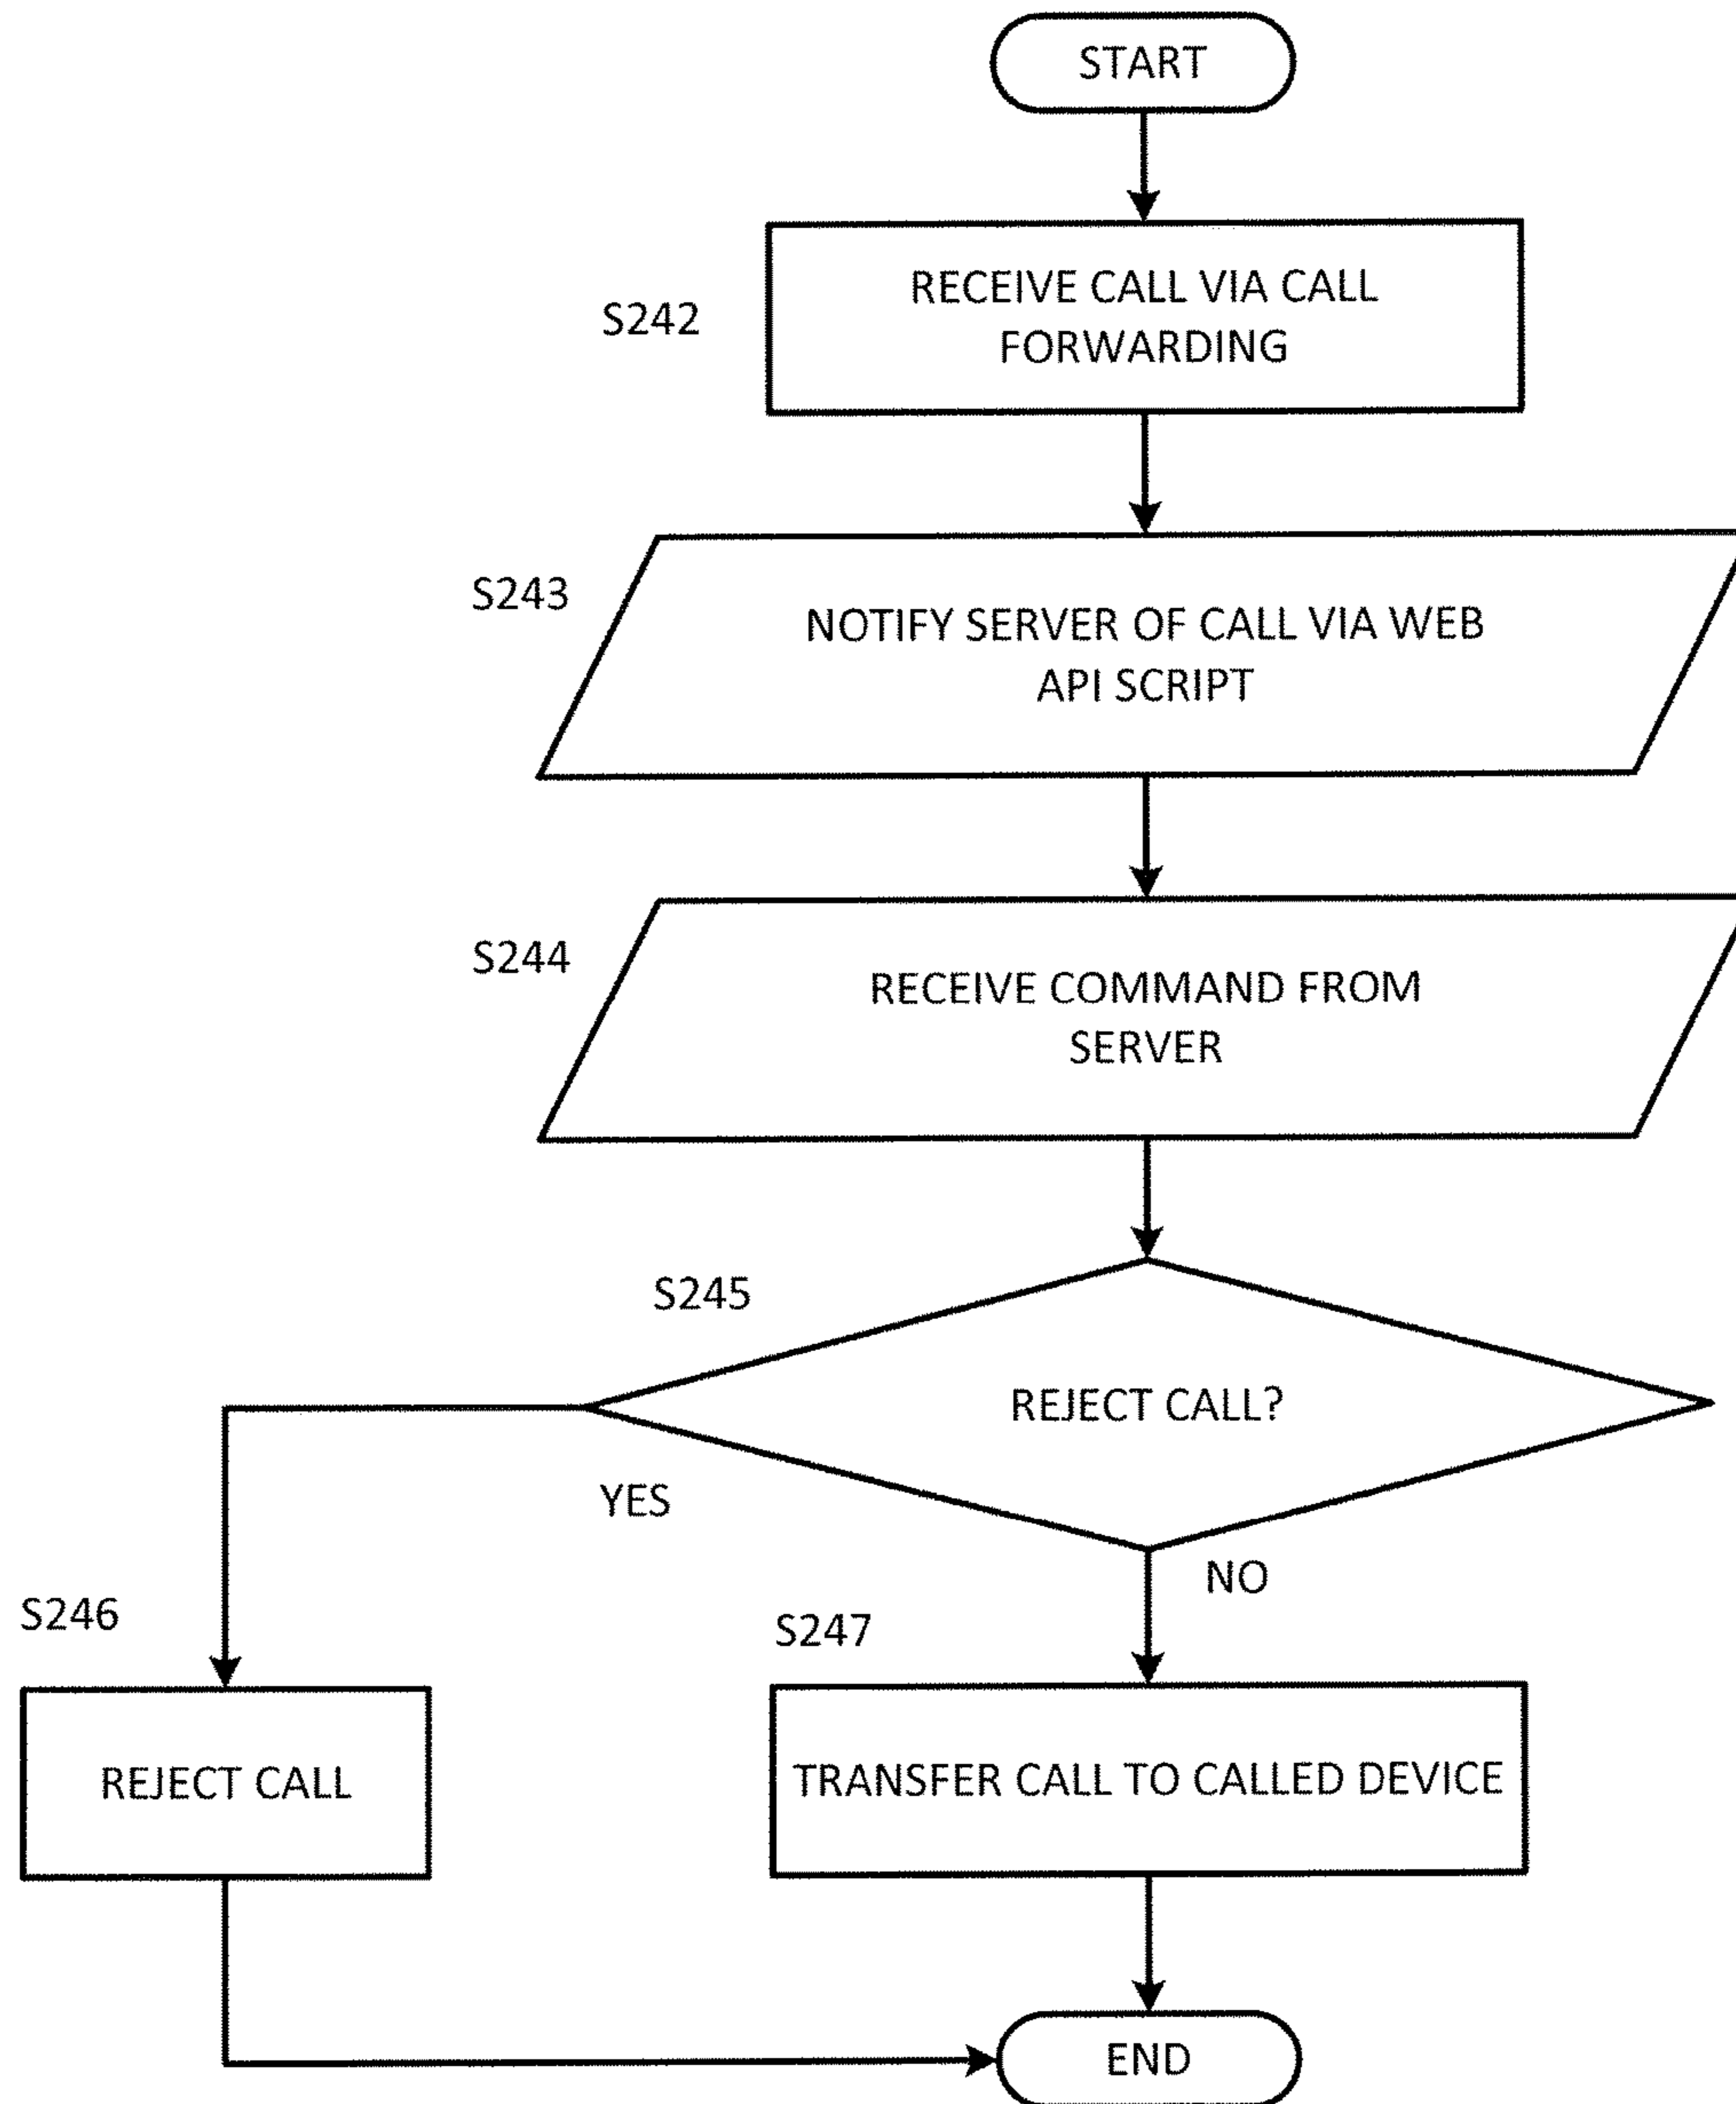 START
S242
RECEIVE CALL VIA CALL
FORWARDING
S243
NOTIFY SERVER OF CALL VIA WEB
API SCRIPT
S244
RECEIVE COMMAND FROM
SERVER
S245
REJECT CALL?
YES
NO
S246
S247
REJECT CALL
TRANSFER CALL TO CALLED DEVICE
END